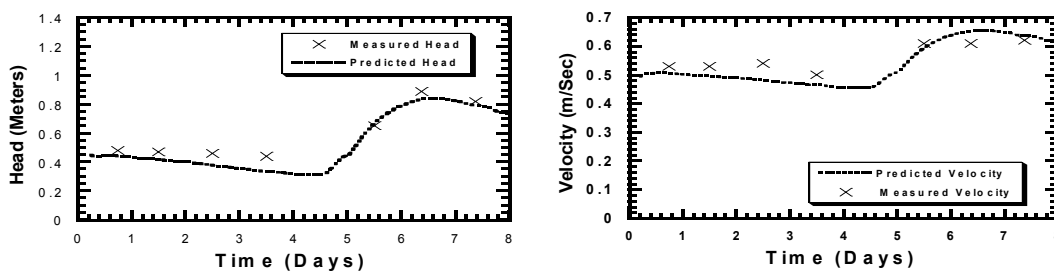 Head (Meters)
1.4
1.2
1
0.8
0.6
0.4
0.2
0
Measured Head
Predicted Head
0 1 2 3 4 5 6 7 8
Time (Days)
Velocity (m/Sec)
0.7
0.6
0.5
0.4
0.3
0.2
0.1
0
Predicted Velocity
Measured Velocity
0 1 2 3 4 5 6 7
Time (Days)